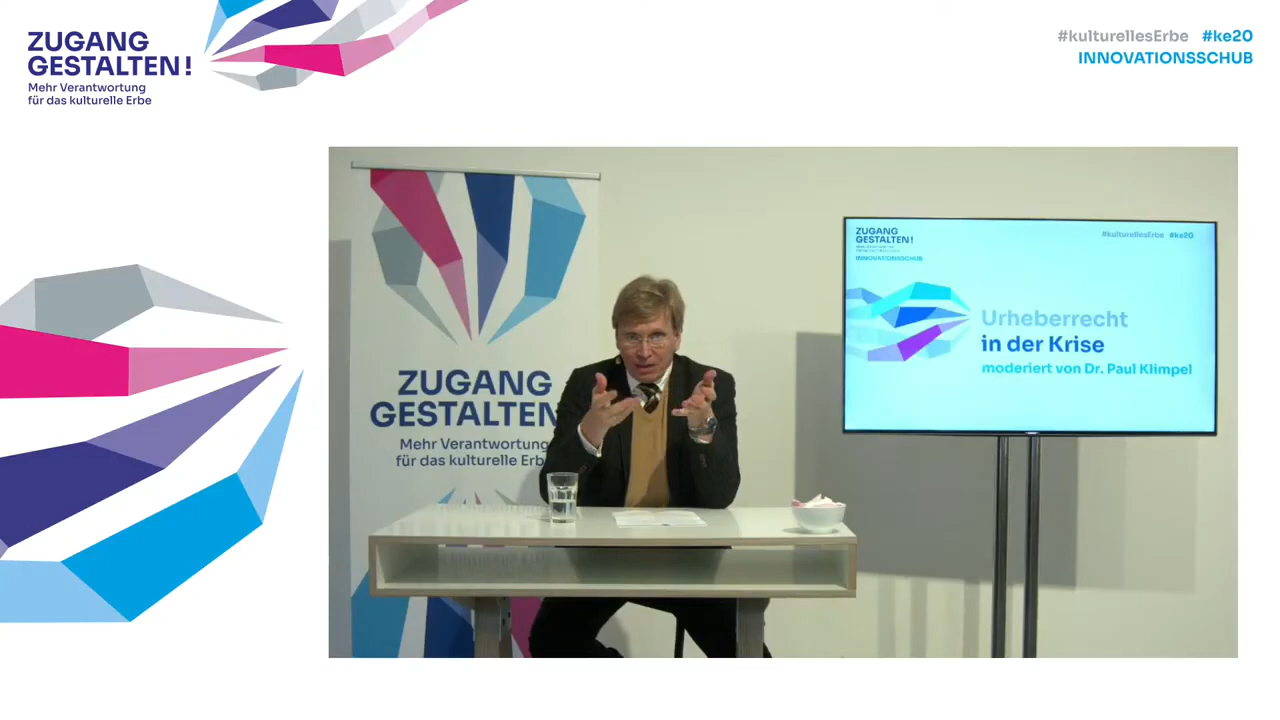 ZUGANG
GESTALTEN!
Mehr Verantwortung
für das kulturelle Erbe
#kulturellesErbe #ke20
INNOVATIONSSCHUB
ZUGANG
GESTALTEN
Mehr Verantwortung
für das kulturelle Erb
ZUGANG
GESTALTEN!
#kulturellesErbe #ke20
INNOVATIONSSCHUB
Urheberrecht
in der Krise
moderiert von Dr. Paul Klimpel